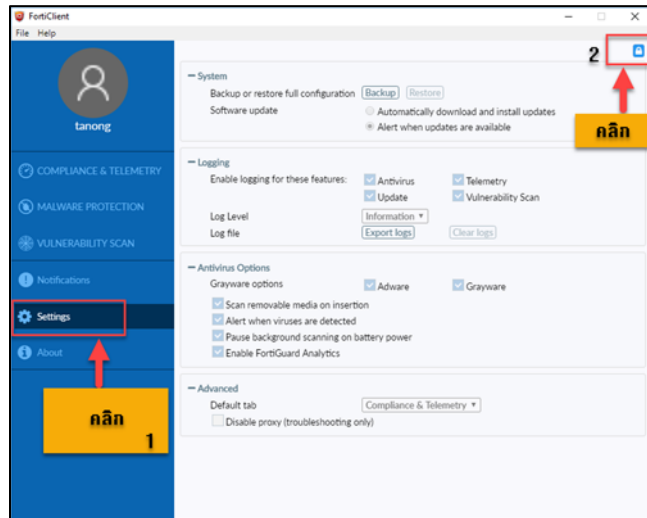 FortiClient
File Help
2
tanong
COMPLIANCE & TELEMETRY
MALWARE PROTECTION
VULNERABILITY SCAN
Notifications
Settings
About
คลิก
1
System
Backup or restore full configuration Backup Restore
Software update Automatically download and install updates
Alert when updates are available
คลิก
Logging
Enable logging for these features: Antivirus Telemetry
Update Vulnerability Scan
Log Level Information
Log file Export logs Clear logs
Antivirus Options
Grayware options Adware Grayware
Scan removable media on insertion
Alert when viruses are detected
Pause background scanning on battery power
Enable FortiGuard Analytics
Advanced
Default tab Compliance & Telemetry
Disable proxy (troubleshooting only)